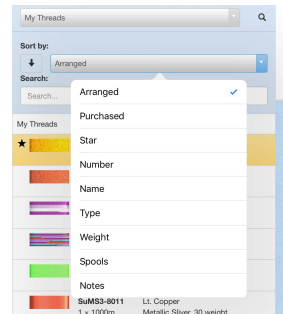 My Threads
Sort by:
Arranged
Search:
Search...
Arranged
Purchased
Star
Number
Name
Type
Weight
Spools
Notes
My Threads
SuMS3-8011 Lt. Copper
1 x 1000m Metallic Sliver, 30 weight